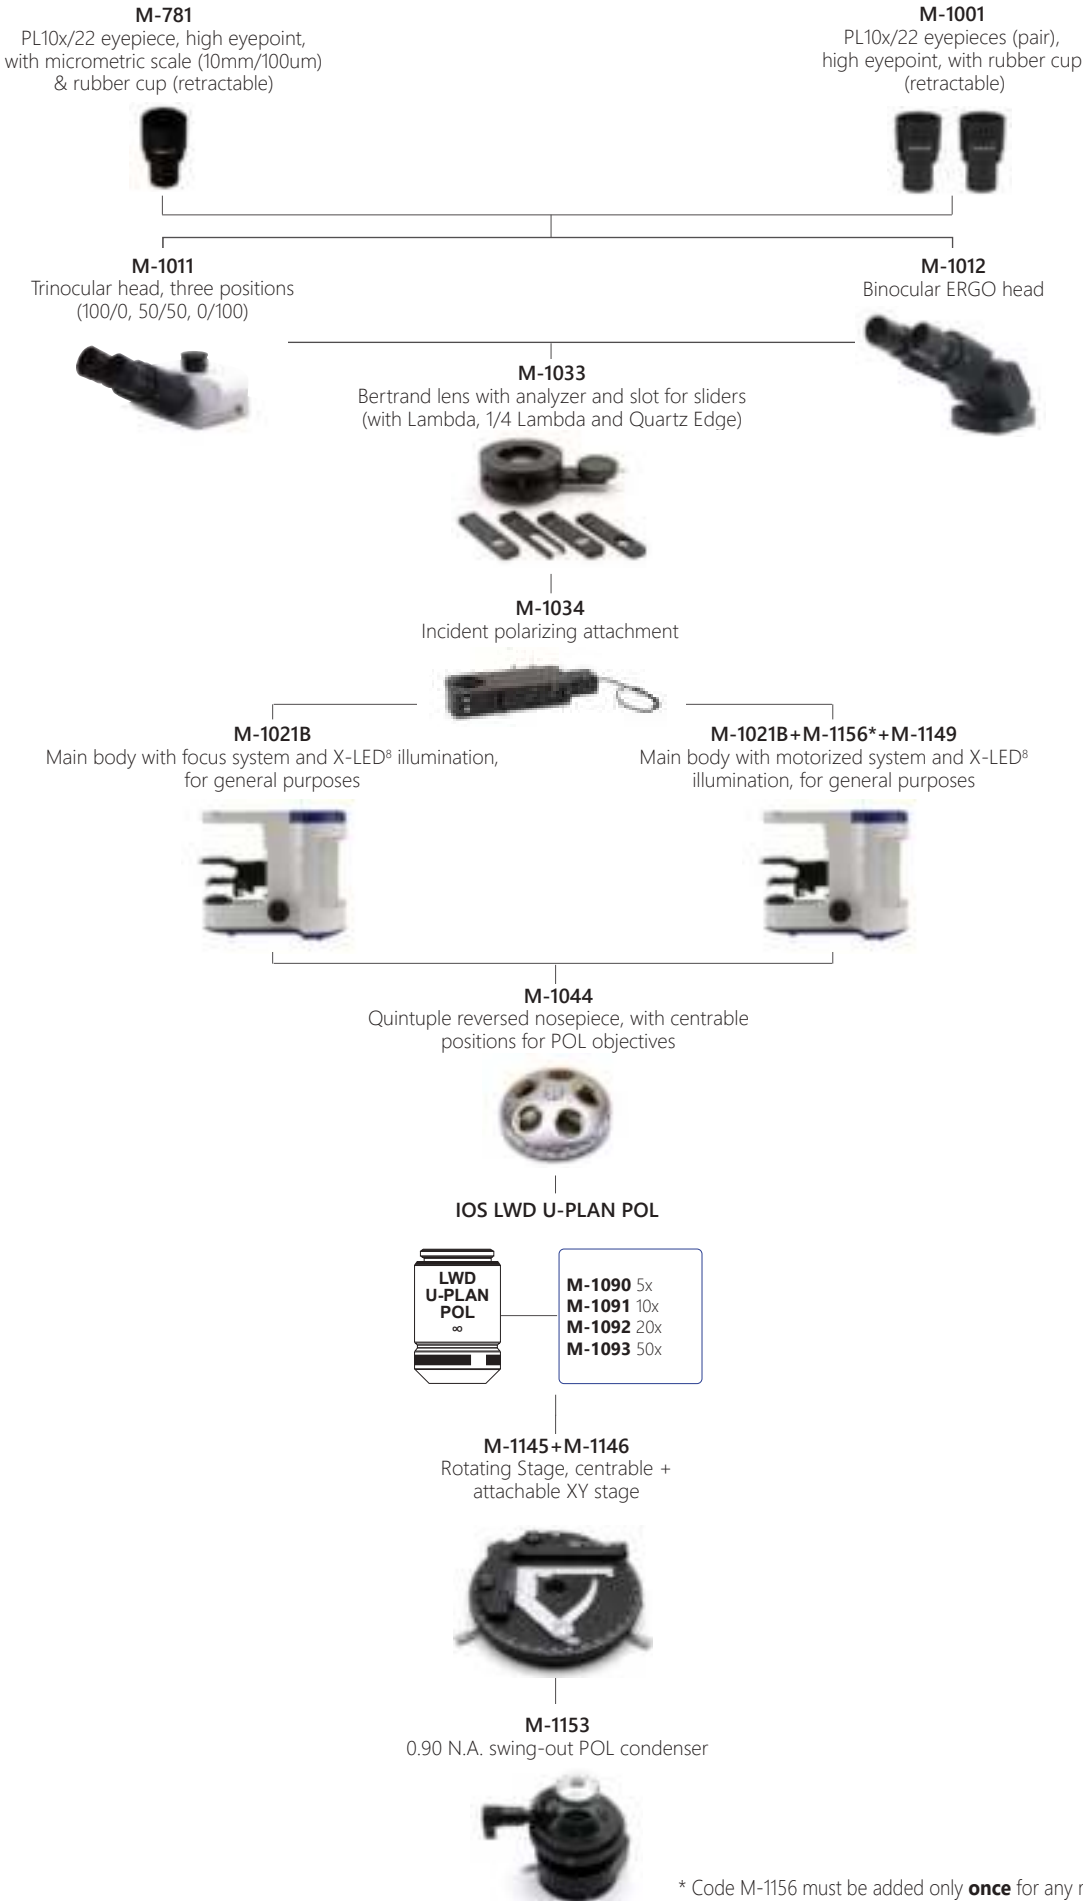 M-781
PL10x/22 eyepiece, high eyepoint,
with micrometric scale (10mm/100um)
& rubber cup (retractable)
M-1001
PL10x/22 eyepieces (pair),
high eyepoint, with rubber cup
(retractable)
M-1011
Trinocular head, three positions
(100/0, 50/50, 0/100)
M-1012
Binocular ERGO head
M-1033
Bertrand lens with analyzer and slot for sliders
(with Lambda, 1/4 Lambda and Quartz Edge)
M-1034
Incident polarizing attachment
M-1021B
Main body with focus system and X-LED⁸ illumination,
for general purposes
M-1021B+M-1156*+M-1149
Main body with motorized system and X-LED⁸
illumination, for general purposes
M-1044
Quintuple reversed nosepiece, with centrable
positions for POL objectives
IOS LWD U-PLAN POL
LWD
U-PLAN
POL
∞
M-1090 5x
M-1091 10x
M-1092 20x
M-1093 50x
M-1145+M-1146
Rotating Stage, centrable +
attachable XY stage
M-1153
0.90 N.A. swing-out POL condenser
* Code M-1156 must be added only once for any